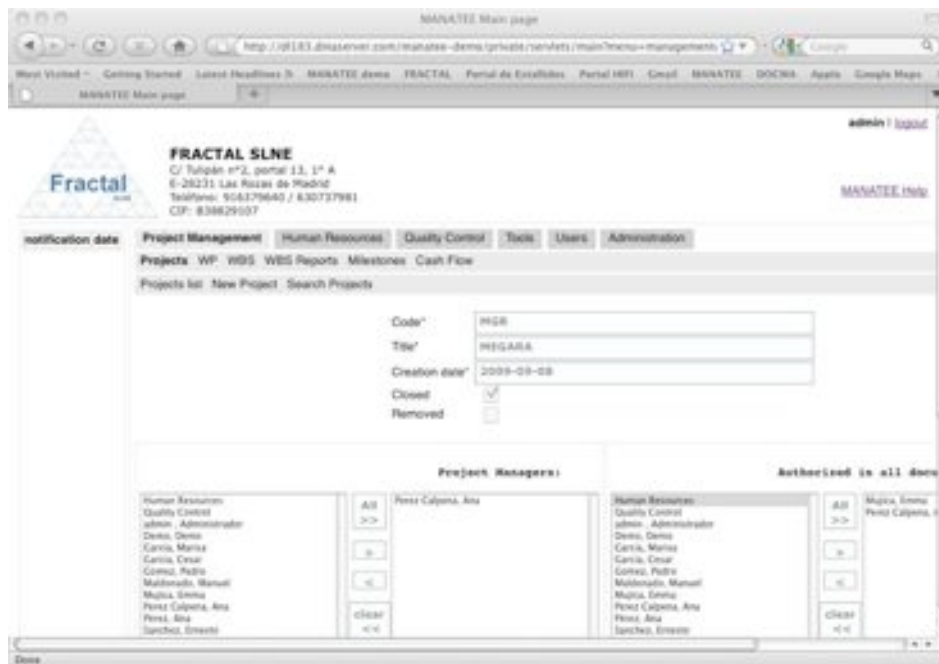 MANATEE Main page
Google
Most Visited Getting Started Latest Headlines MANATEE demo FRACTAL Portal de Escalldes Portal HIFI Gmail MANATEE DOCMA Apple Google Maps
MANATEE Main page
admin | logout
FRACTAL SLNE
C/ Tulipán nº2, portal 13, 1º A
E-28231 Las Rozas de Madrid
Teléfono: 916379640 / 630737981
CIF: B38829107
Fractal
SLNE
MANATEE Help
notification date
Project Management Human Resources Quality Control Tools Users Administration
Projects WP WBS WBS Reports Milestones Cash Flow
Projects list New Project Search Projects
Code* MGR
Title* MEGARA
Creation date* 2009-09-08
Closed
Removed
Project Managers: Authorized in all docu
Human Resources
Quality Control
admin , Administrador
Demo, Demo
Garcia, Marisa
Garcia, Cesar
Gomez, Pedro
Maldonado, Manuel
Mujica, Emma
Perez Calpena, Ana
Perez, Ana
Sanchez, Ernesto
All
>>
>
<
clear
<<
Perez Calpena, Ana
Human Resources
Quality Control
admin , Administrador
Demo, Demo
Garcia, Marisa
Garcia, Cesar
Gomez, Pedro
Maldonado, Manuel
Mujica, Emma
Perez Calpena, Ana
Perez, Ana
Sanchez, Ernesto
All
>>
>
<
clear
<<
Mujica, Emma
Perez Calpena,
Done